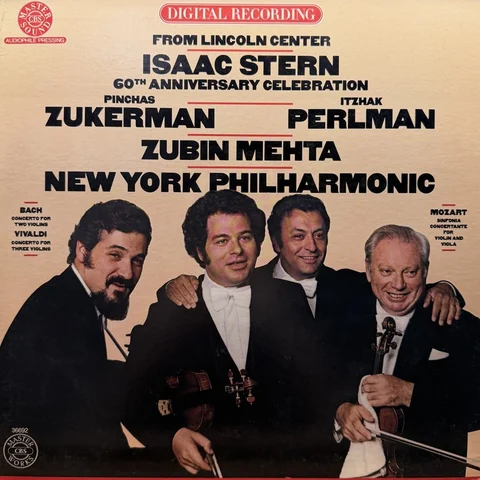 MASTER
CBS
SOUND
AUDIOPHILE PRESSING
DIGITAL RECORDING
FROM LINCOLN CENTER
ISAAC STERN
60TH ANNIVERSARY CELEBRATION
PINCHAS
ZUKERMAN
ITZHAK
PERLMAN
ZUBIN MEHTA
NEW YORK PHILHARMONIC
BACH
CONCERTO FOR
TWO VIOLINS
VIVALDI
CONCERTO FOR
THREE VIOLINS
MOZART
SINFONIA
CONCERTANTE
FOR
VIOLIN AND
VIOLA
36692
MASTER
CBS
WORKS